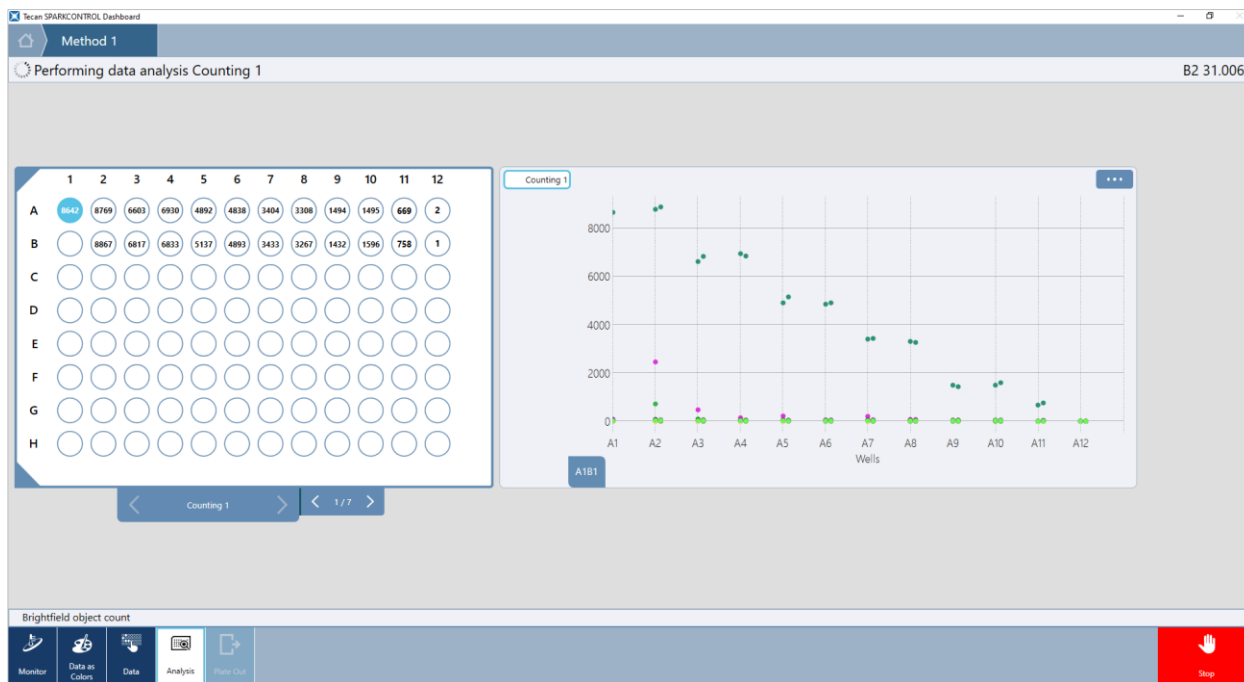 Tecan SPARKCONTROL Dashboard
Method 1
Performing data analysis Counting 1 B2 31.006
1 2 3 4 5 6 7 8 9 10 11 12
A 8642 8769 6603 6930 4892 4838 3404 3308 1494 1495 669 2
B 8867 6817 6833 5137 4893 3433 3267 1432 1596 758 1
C
D
E
F
G
H
Counting 1 1 / 7
Counting 1
8000
6000
4000
2000
0
A1 A2 A3 A4 A5 A6 A7 A8 A9 A10 A11 A12
Wells
A1B1
Brightfield object count
Monitor
Data as
Colors
Data
Analysis
Plate Out
Stop